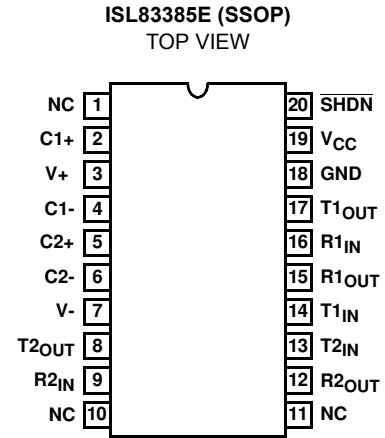 ISL83385E (SSOP)
TOP VIEW
NC 1 20 SHDN
C1+ 2 19 VCC
V+ 3 18 GND
C1- 4 17 T1OUT
C2+ 5 16 R1IN
C2- 6 15 R1OUT
V- 7 14 T1IN
T2OUT 8 13 T2IN
R2IN 9 12 R2OUT
NC 10 11 NC